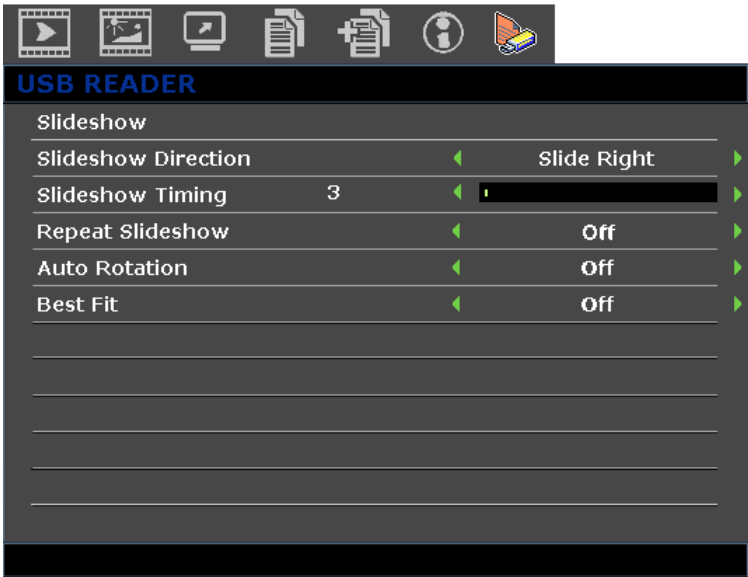 USB READER
Slideshow
Slideshow Direction Slide Right
Slideshow Timing 3
Repeat Slideshow Off
Auto Rotation Off
Best Fit Off